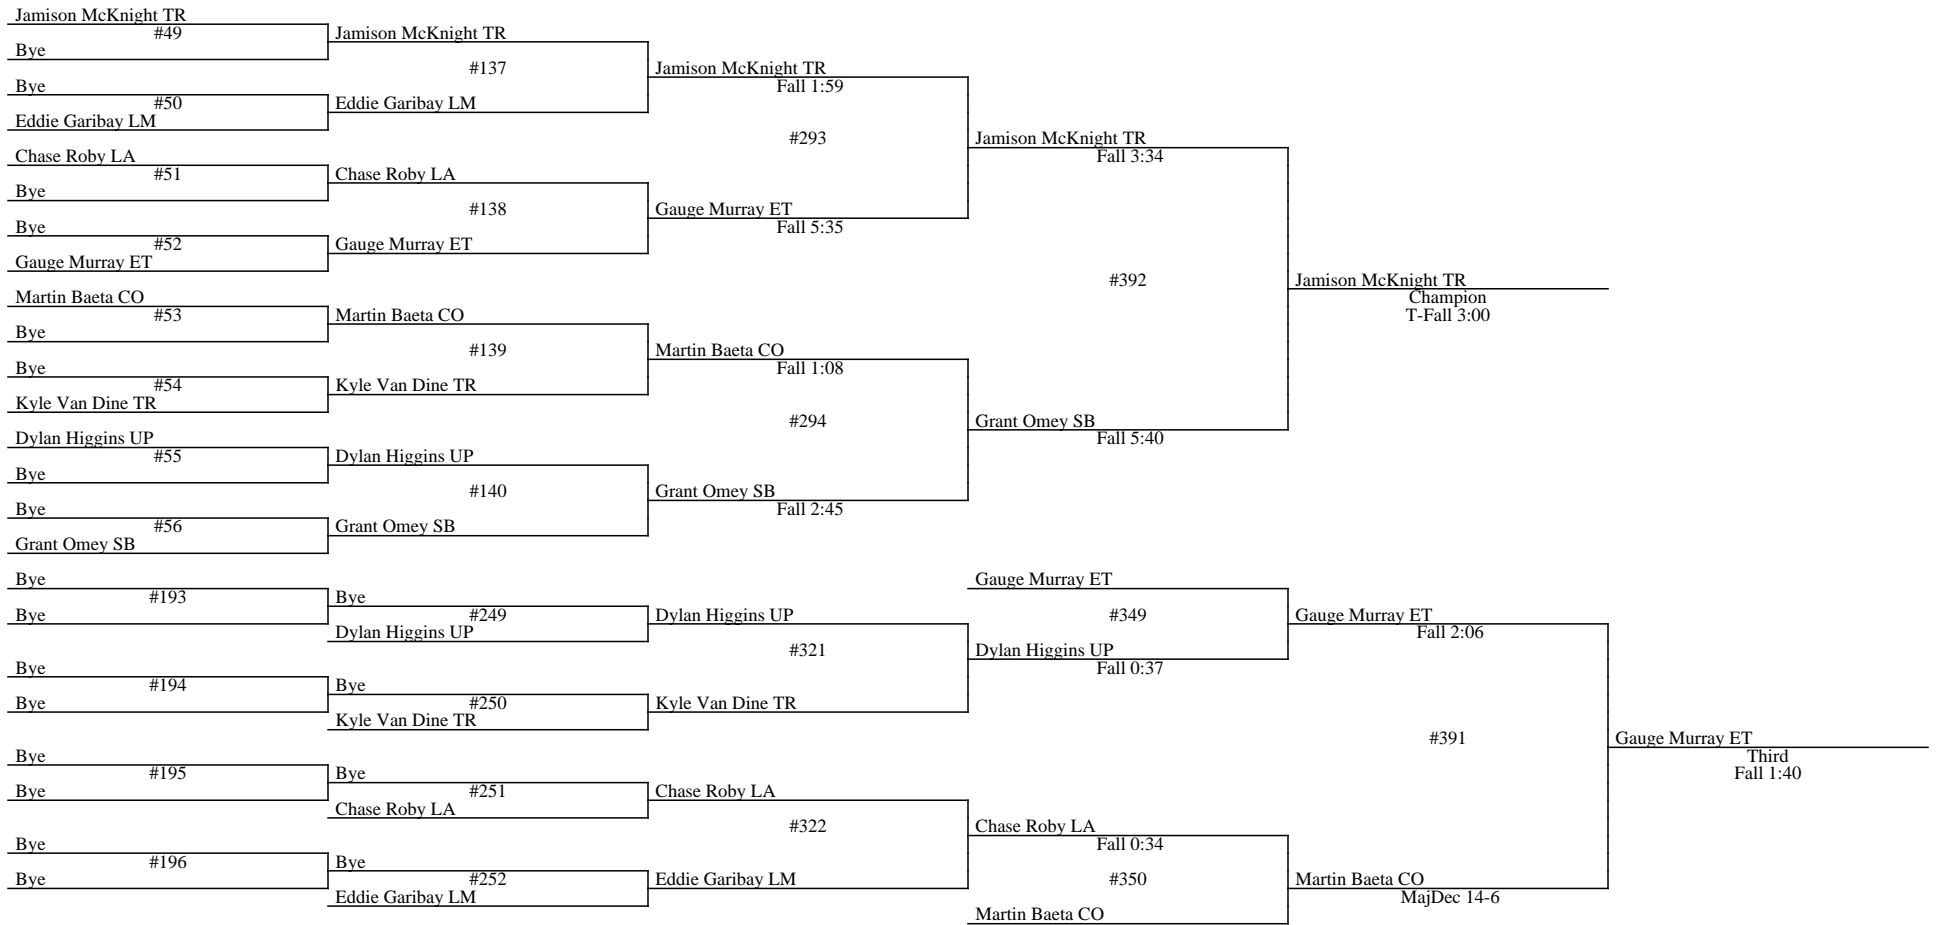 Jamison McKnight TR
#49
Bye
Jamison McKnight TR
#137
Bye
#50
Eddie Garibay LM
Eddie Garibay LM
Jamison McKnight TR
Fall 1:59
#293
Chase Roby LA
#51
Bye
Chase Roby LA
#138
Bye
#52
Gauge Murray ET
Gauge Murray ET
Gauge Murray ET
Fall 5:35
Jamison McKnight TR
Fall 3:34
#392
Martin Baeta CO
#53
Bye
Martin Baeta CO
#139
Bye
#54
Kyle Van Dine TR
Kyle Van Dine TR
Martin Baeta CO
Fall 1:08
#294
Dylan Higgins UP
#55
Bye
Dylan Higgins UP
#140
Bye
#56
Grant Omey SB
Grant Omey SB
Grant Omey SB
Fall 2:45
Grant Omey SB
Fall 5:40
Jamison McKnight TR
Champion
T-Fall 3:00
Bye
#193
Bye
Bye
#249
Dylan Higgins UP
Dylan Higgins UP
#321
Bye
#194
Bye
Bye
#250
Kyle Van Dine TR
Kyle Van Dine TR
Gauge Murray ET
#349
Dylan Higgins UP
Fall 0:37
Gauge Murray ET
Fall 2:06
#391
Bye
#195
Bye
Bye
#251
Chase Roby LA
Chase Roby LA
#322
Bye
#196
Bye
Bye
#252
Eddie Garibay LM
Eddie Garibay LM
Chase Roby LA
Fall 0:34
#350
Martin Baeta CO
Martin Baeta CO
MajDec 14-6
Gauge Murray ET
Third
Fall 1:40